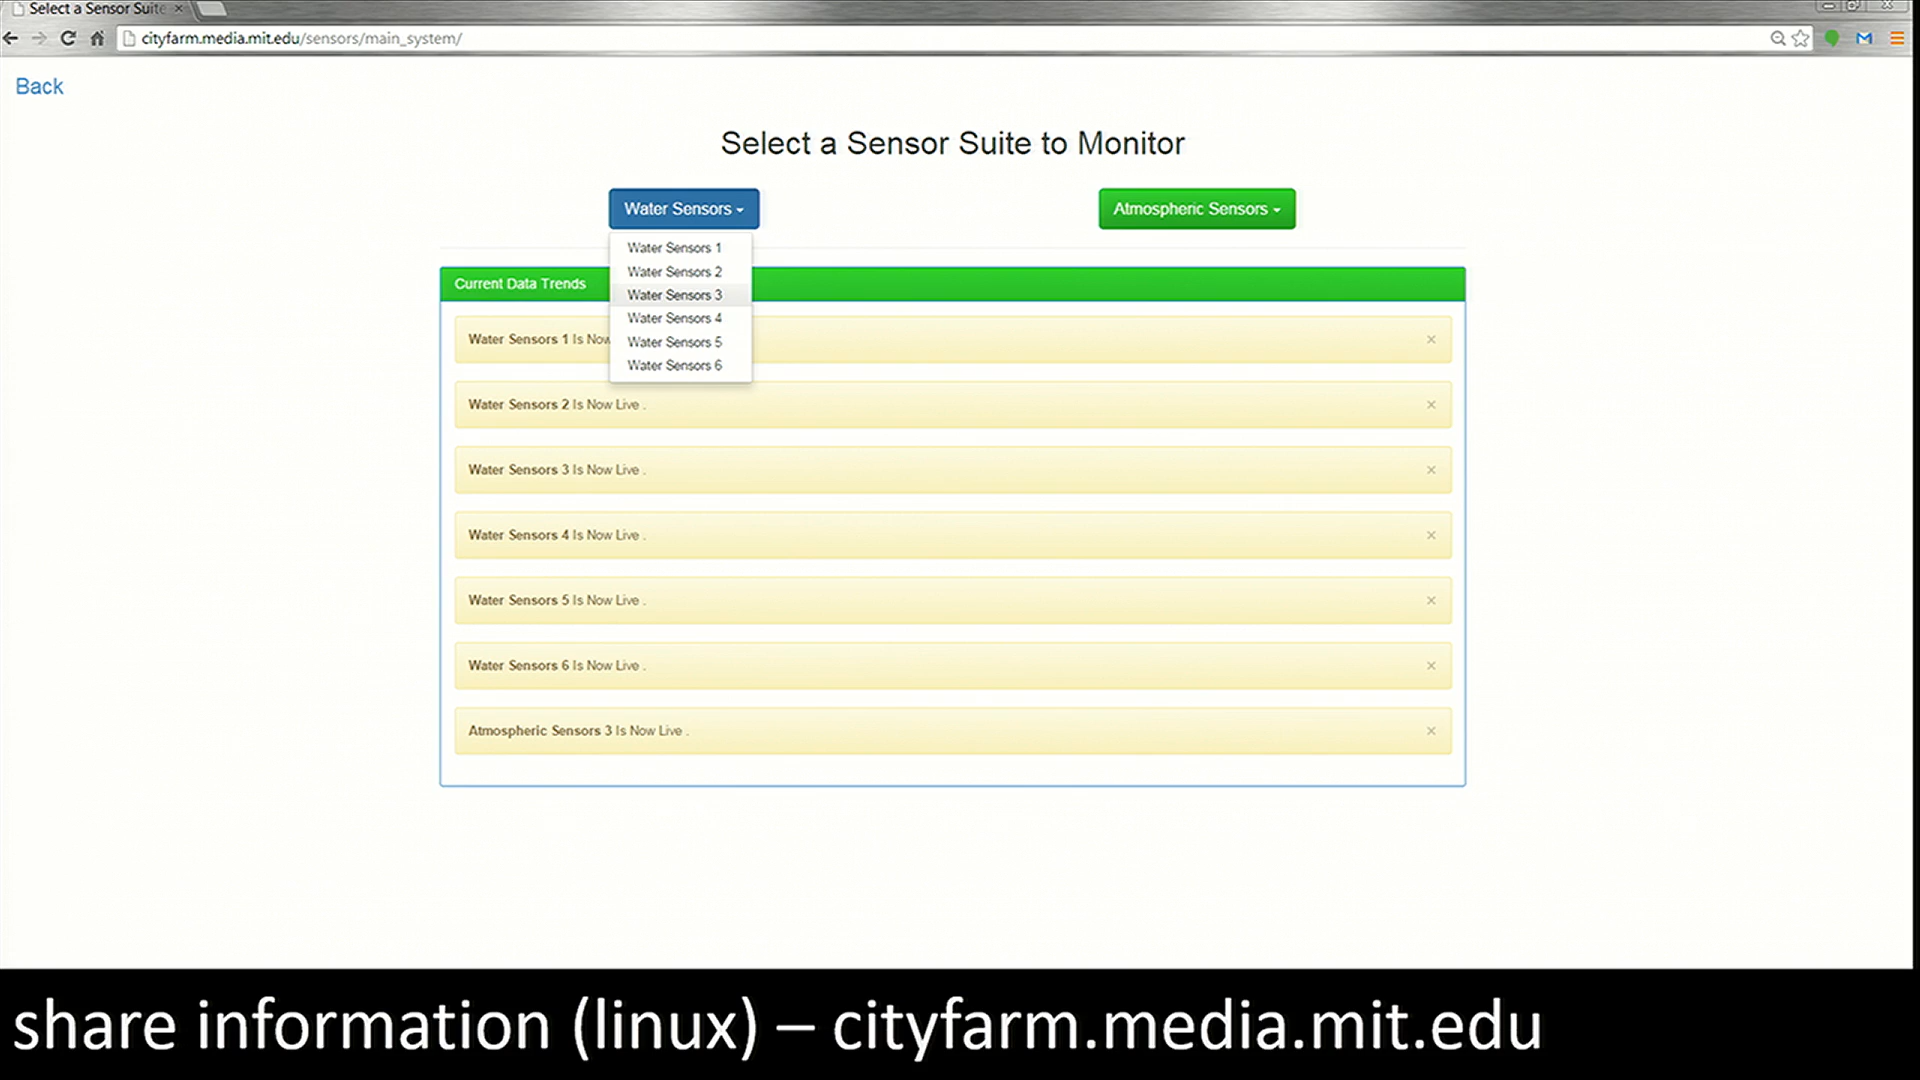 Select a Sensor Suite
cityfarm.media.mit.edu/sensors/main_system/
Back
Select a Sensor Suite to Monitor
Water Sensors
Atmospheric Sensors
Water Sensors 1
Water Sensors 2
Water Sensors 3
Water Sensors 4
Water Sensors 5
Water Sensors 6
Current Data Trends
Water Sensors 1 Is Now
Water Sensors 2 Is Now Live .
Water Sensors 3 Is Now Live .
Water Sensors 4 Is Now Live .
Water Sensors 5 Is Now Live .
Water Sensors 6 Is Now Live .
Atmospheric Sensors 3 Is Now Live .
share information (linux) – cityfarm.media.mit.edu